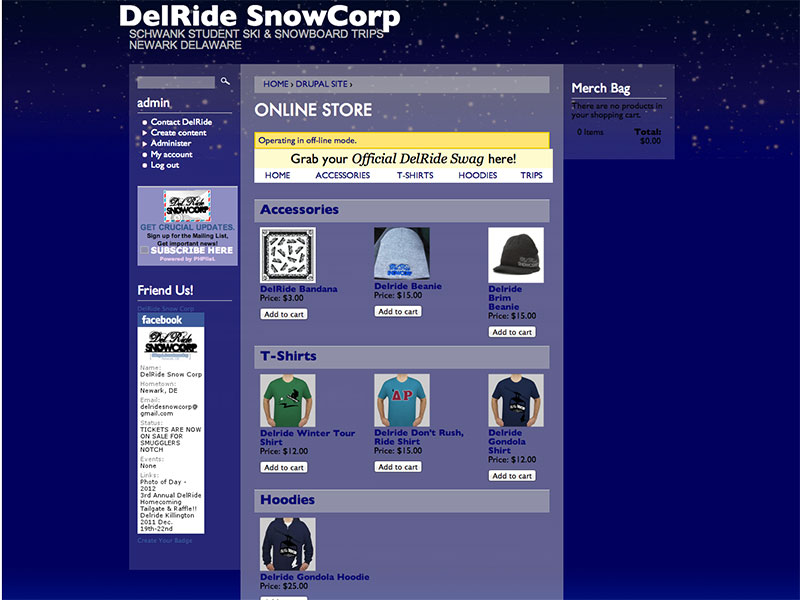 DelRide SnowCorp
SCHWANK STUDENT SKI & SNOWBOARD TRIPS
NEWARK DELAWARE
admin
Contact DelRide
Create content
Administer
My account
Log out
Del Ride
SNOWCORP
GET CRUCIAL UPDATES.
Sign up for the Mailing List,
Get important news!
SUBSCRIBE HERE
Powered by PHPlist.
Friend Us!
DelRide Snow Corp
facebook
Del Ride
SNOWCORP
Name:
DelRide Snow Corp
Hometown:
Newark, DE
Email:
delridesnowcorp@
gmail.com
Status:
TICKETS ARE NOW
ON SALE FOR
SMUGGLERS
NOTCH
Events:
None
Links:
Photo of Day -
2012
3rd Annual DelRide
Homecoming
Tailgate & Raffle!!
Delride Killington
2011 Dec.
19th-22nd
Create Your Badge
HOME › DRUPAL SITE ›
ONLINE STORE
Operating in off-line mode.
Grab your Official DelRide Swag here!
HOME ACCESSORIES T-SHIRTS HOODIES TRIPS
Accessories
DelRide Bandana
Price: $3.00
Add to cart
Delride Beanie
Price: $15.00
Add to cart
Delride
Brim
Beanie
Price: $15.00
Add to cart
T-Shirts
Delride Winter Tour
Shirt
Price: $12.00
Add to cart
ΔP
Delride Don't Rush,
Ride Shirt
Price: $15.00
Add to cart
Delride
Gondola
Shirt
Price: $12.00
Add to cart
Hoodies
Delride Gondola Hoodie
Price: $25.00
Merch Bag
There are no products in
your shopping cart.
0 Items Total:
$0.00